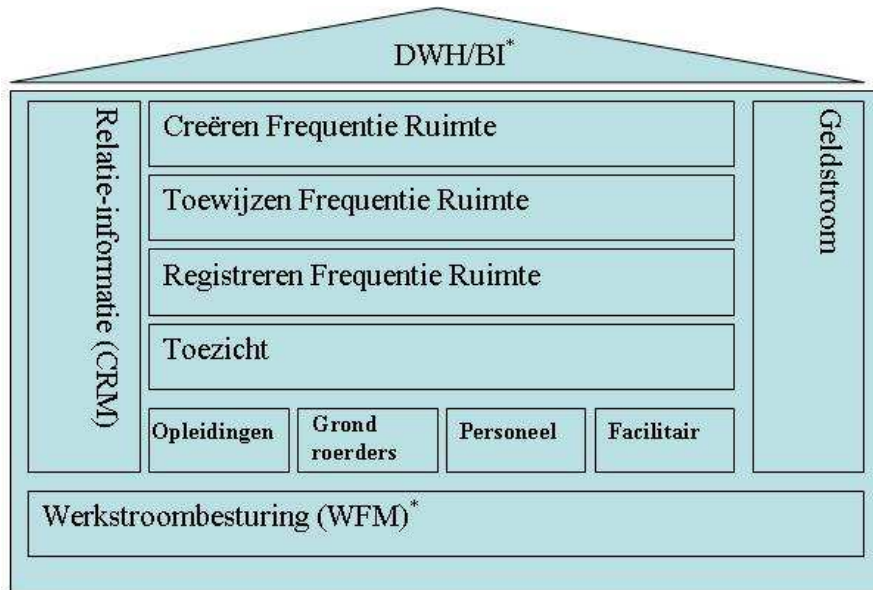 DWH/BI*
Relatie-informatie (CRM)
Creëren Frequentie Ruimte
Toewijzen Frequentie Ruimte
Registreren Frequentie Ruimte
Toezicht
Opleidingen
Grond
roerders
Personeel
Facilitair
Geldstroom
Werkstroombesturing (WFM)*